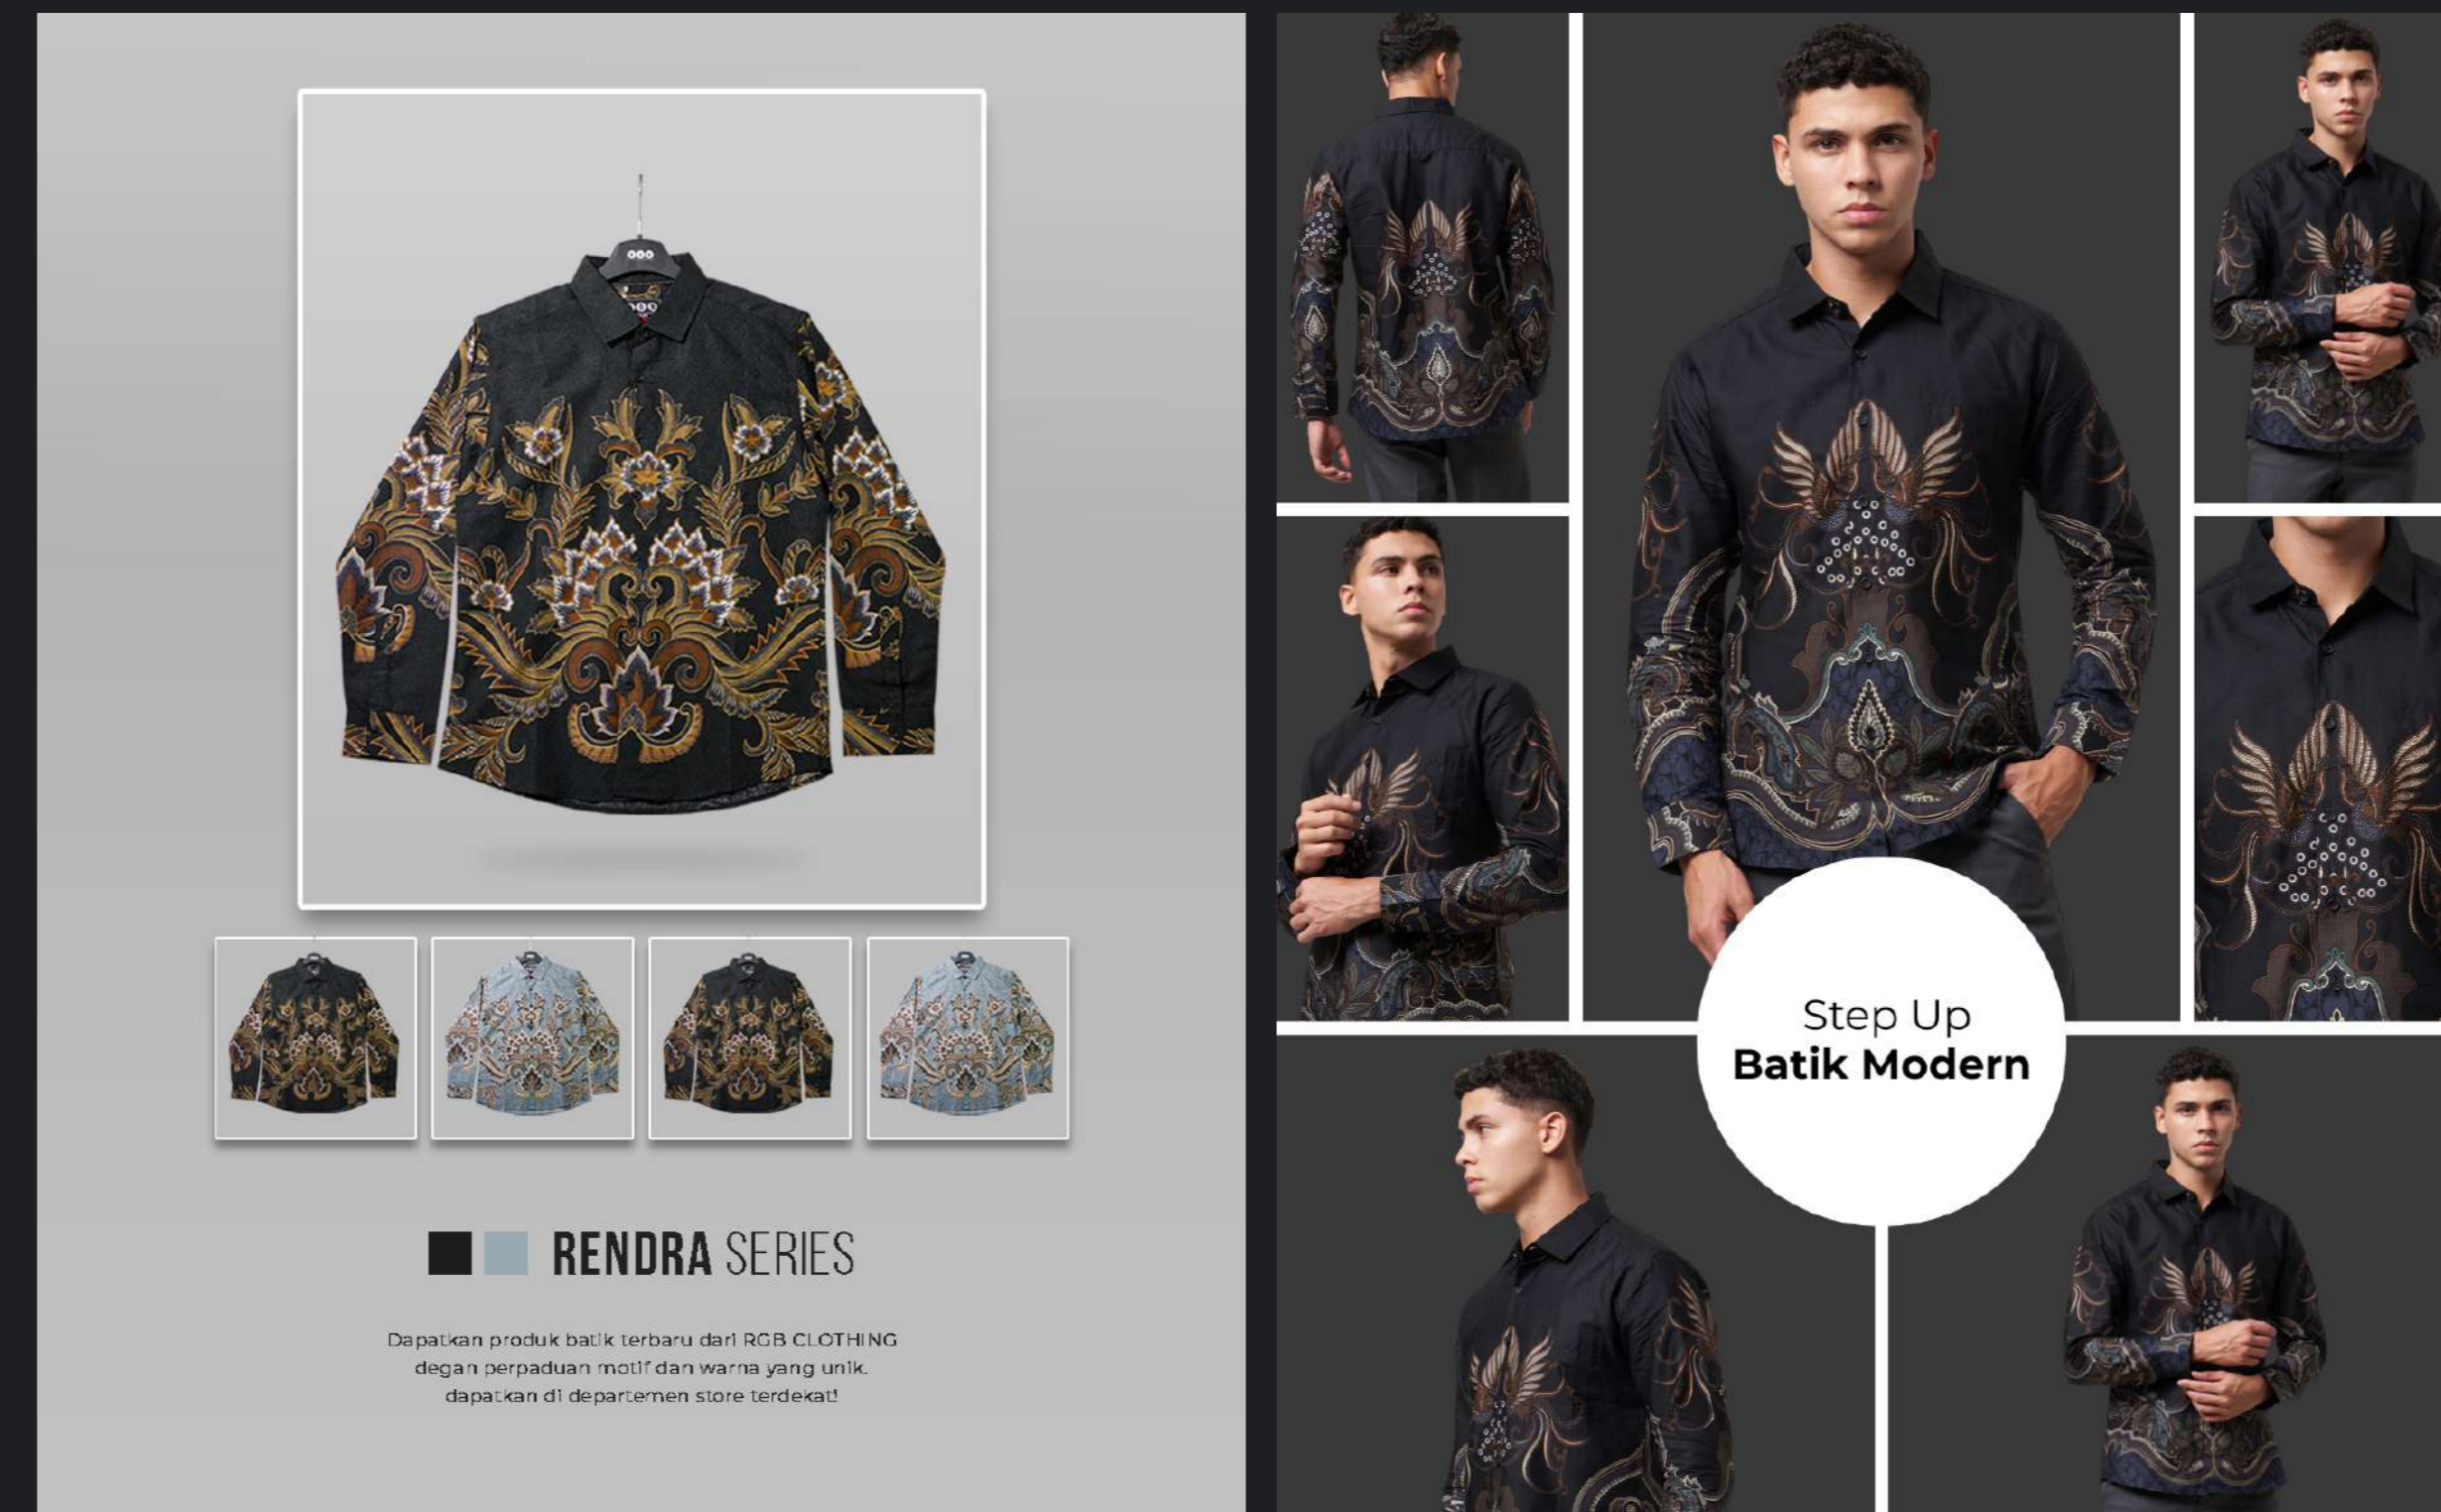 RENDRA SERIES
Dapatkan produk batik terbaru dari RGB CLOTHING
degan perpaduan motif dan warna yang unik.
dapatkan di departemen store terdekat!
Step Up
Batik Modern